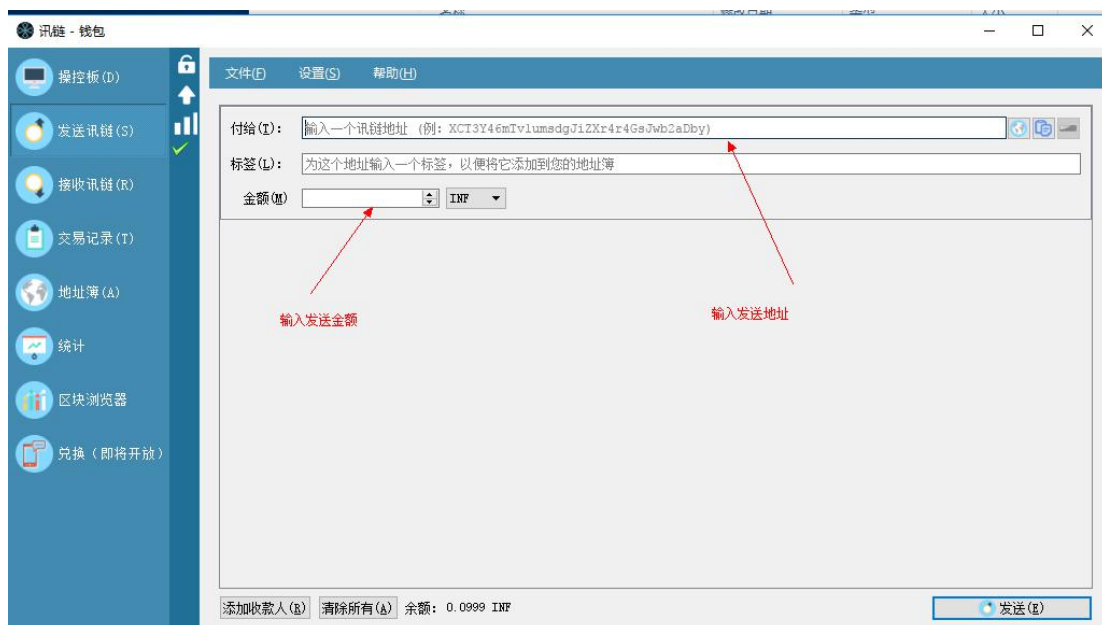 讯链 - 钱包
操控板(D)
发送讯链(S)
接收讯链(R)
交易记录(T)
地址簿(A)
统计
区块浏览器
兑换（即将开放）
文件(F) 设置(S) 帮助(H)
付给(T): 输入一个讯链地址 (例: XCT3Y46mTvlumsdgJiZXr4r4GsJwb2aDby)
标签(L): 为这个地址输入一个标签，以便将它添加到您的地址簿
金额(M) INF
输入发送金额
输入发送地址
添加收款人(R) 清除所有(A) 余额: 0.0999 INF 发送(E)